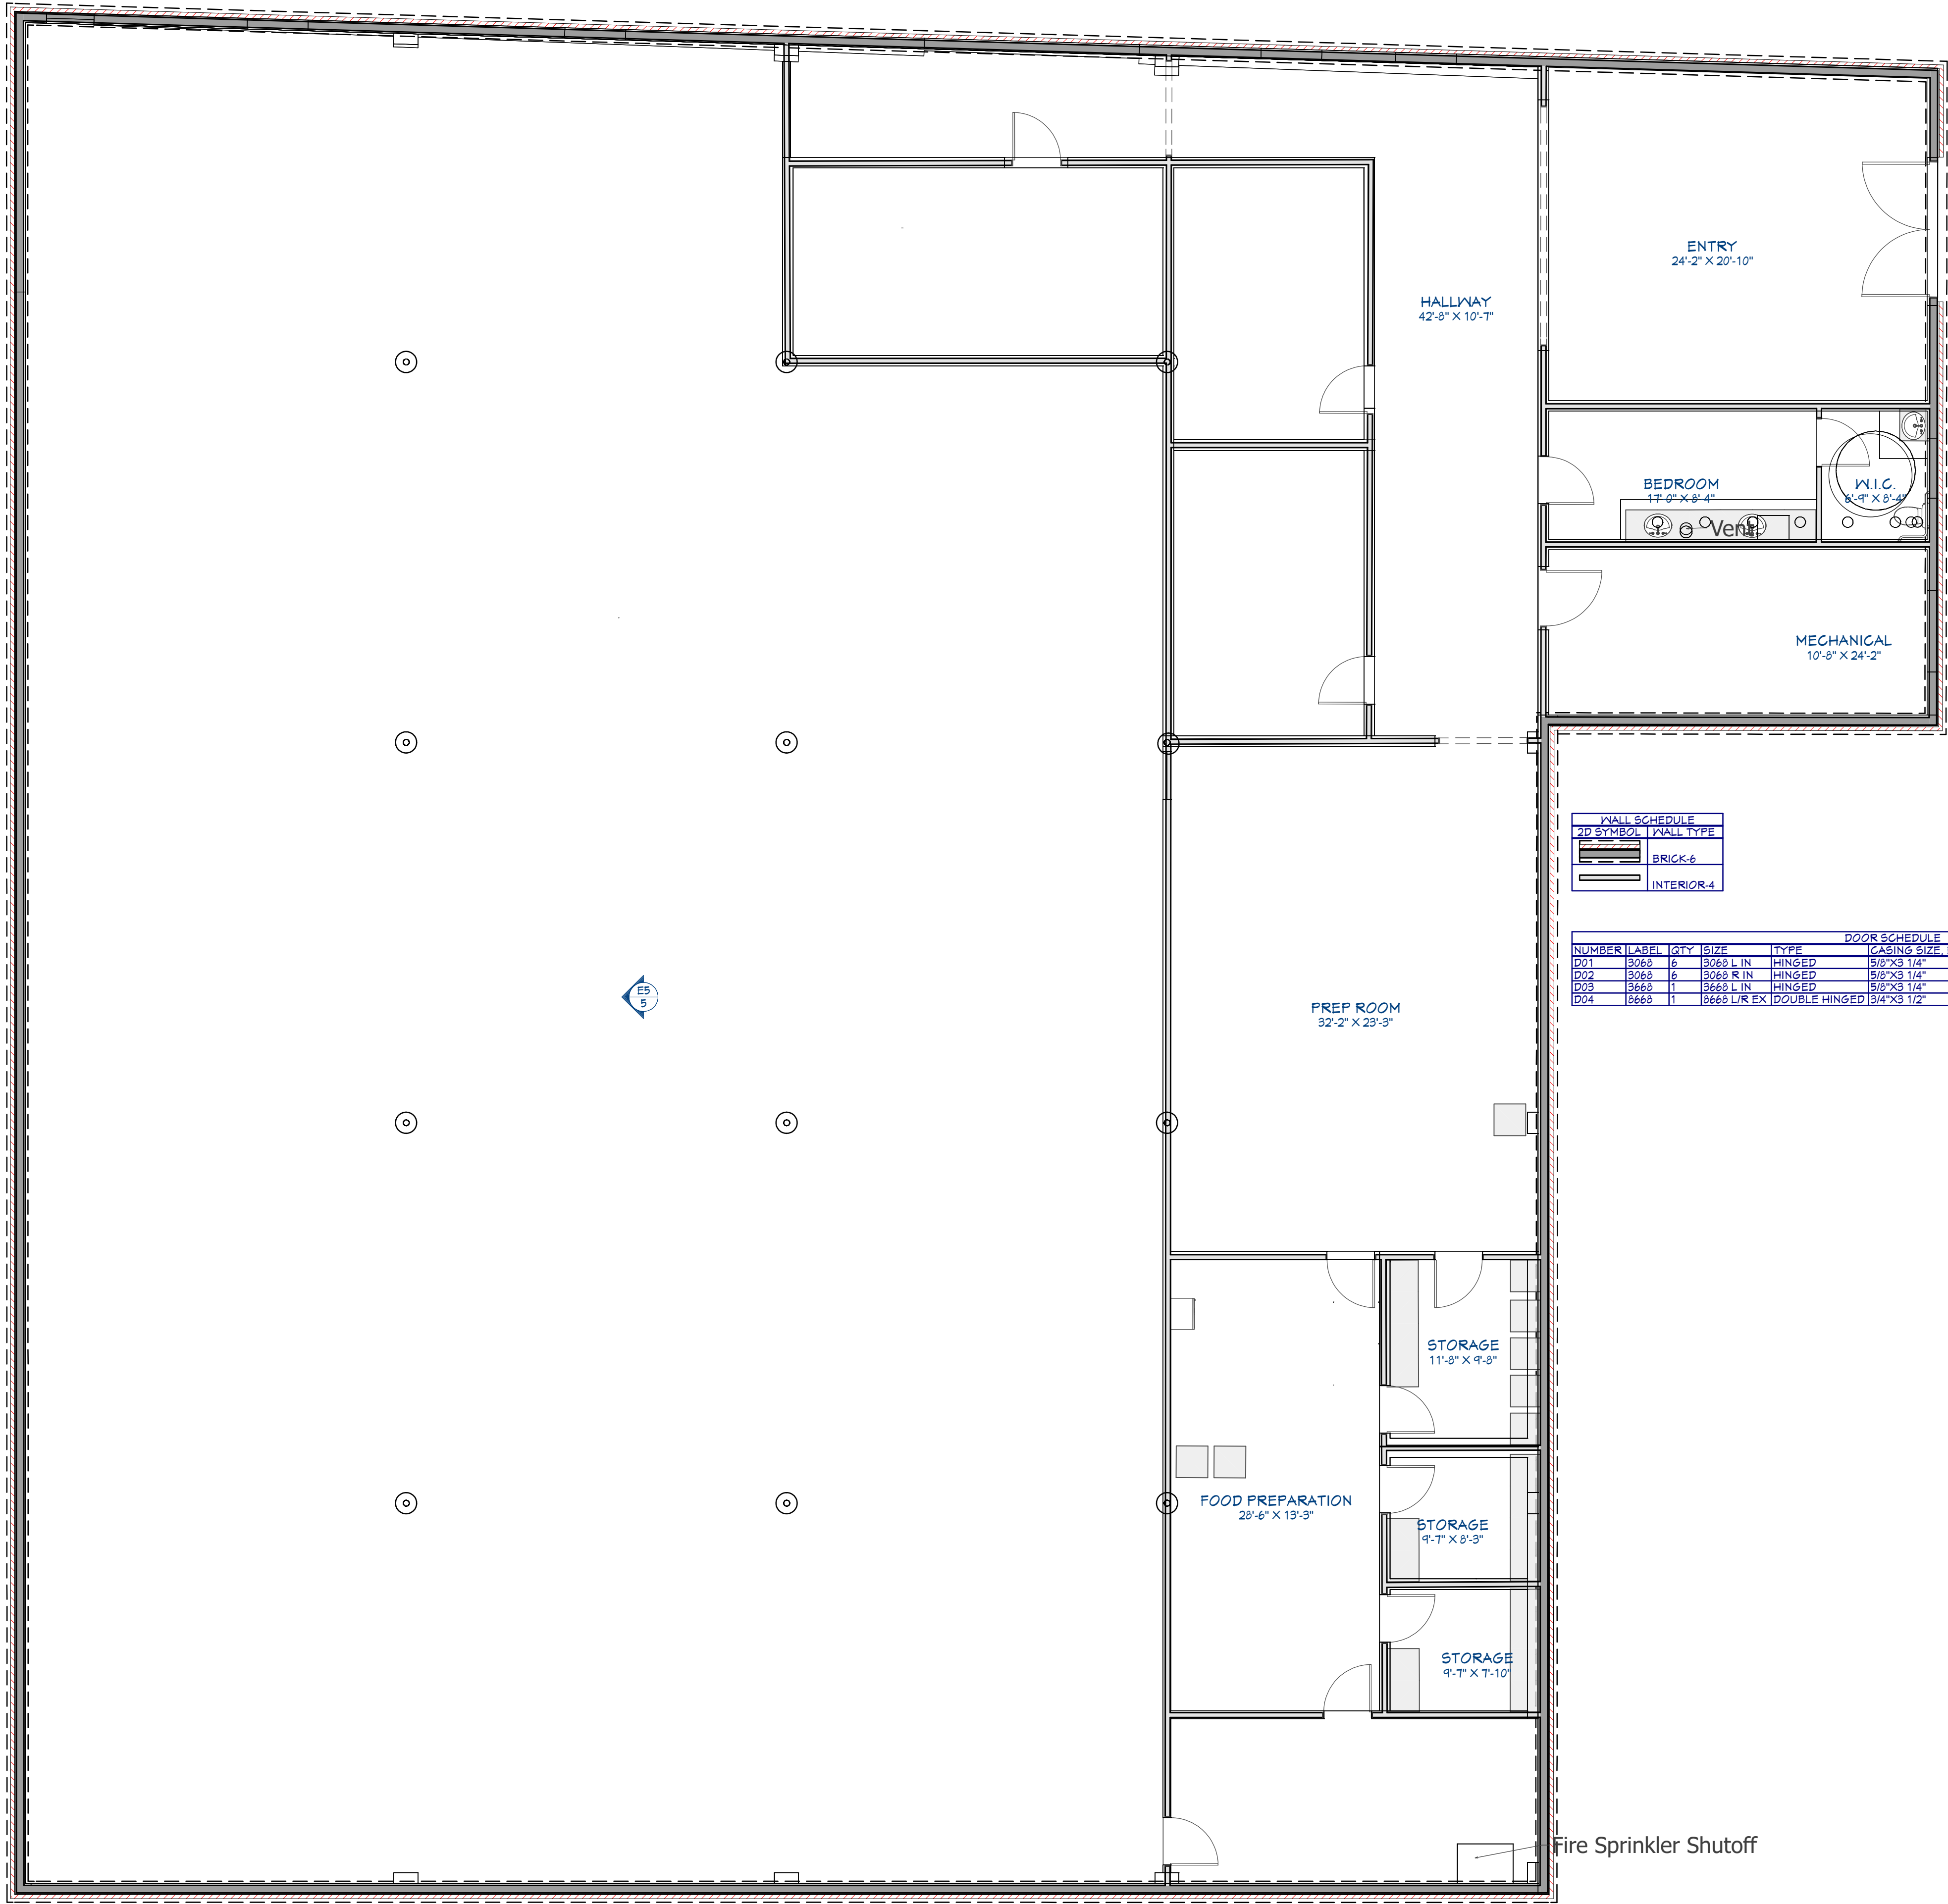 ENTRY
24'-2" X 20'-10"
HALLWAY
42'-8" X 10'-7"
BEDROOM
17'-0" X 8'-4"
W.I.C.
6'-9" X 8'-4"
Vent
MECHANICAL
10'-8" X 24'-2"
WALL SCHEDULE
2D SYMBOL WALL TYPE
BRICK-6
INTERIOR-4
DOOR SCHEDULE
NUMBER LABEL QTY SIZE TYPE CASING SIZE,
D01 3068 6 3068 L IN HINGED 5/8"X3 1/4"
D02 3068 6 3068 R IN HINGED 5/8"X3 1/4"
D03 3668 1 3668 L IN HINGED 5/8"X3 1/4"
D04 8668 1 8668 L/R EX DOUBLE HINGED 3/4"X3 1/2"
E5
5
PREP ROOM
32'-2" X 23'-3"
STORAGE
11'-8" X 9'-8"
FOOD PREPARATION
28'-6" X 13'-3"
STORAGE
9'-7" X 8'-3"
STORAGE
9'-7" X 7'-10"
Fire Sprinkler Shutoff